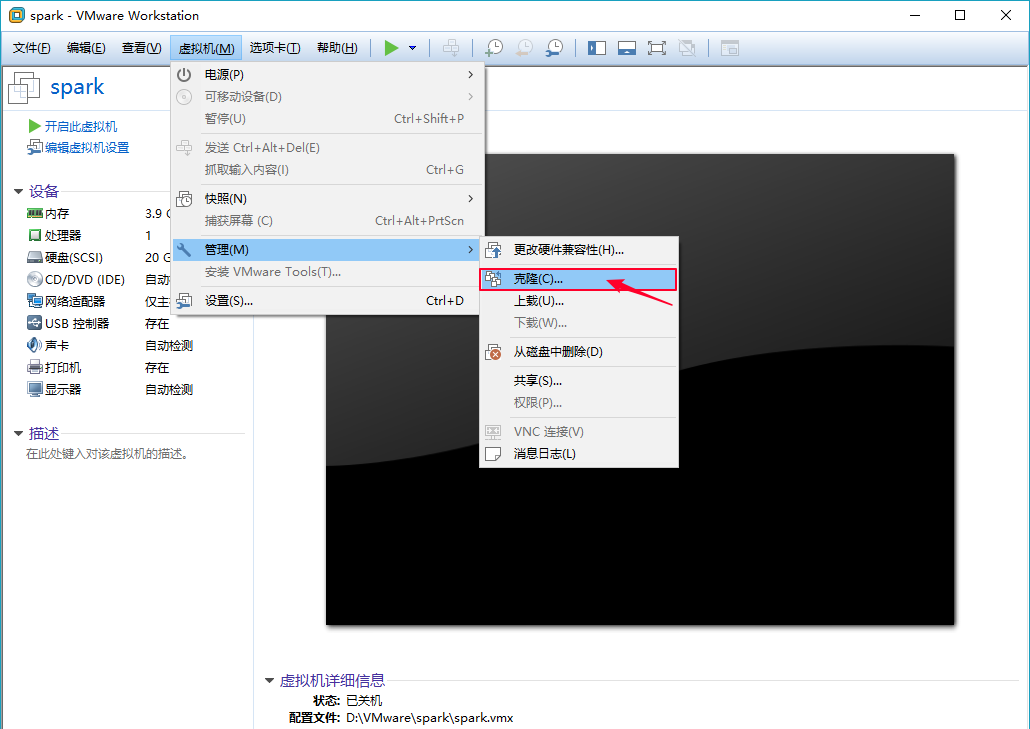 spark - VMware Workstation
文件(F) 编辑(E) 查看(V) 虚拟机(M) 选项卡(T) 帮助(H)
spark
开启此虚拟机
编辑虚拟机设置
设备
内存 3.9 G
处理器 1
硬盘(SCSI) 20 G
CD/DVD (IDE) 自动
网络适配器 仅主
USB 控制器 存在
声卡 自动检测
打印机 存在
显示器 自动检测
描述
在此处键入对该虚拟机的描述。
电源(P)
可移动设备(D)
暂停(U) Ctrl+Shift+P
发送 Ctrl+Alt+Del(E)
抓取输入内容(I) Ctrl+G
快照(N)
捕获屏幕 (C) Ctrl+Alt+PrtScn
管理(M)
安装 VMware Tools(T)...
设置(S)... Ctrl+D
更改硬件兼容性(H)...
克隆(C)...
上载(U)...
下载(W)...
从磁盘中删除(D)
共享(S)...
权限(P)...
VNC 连接(V)
消息日志(L)
虚拟机详细信息
状态: 已关机
配置文件: D:\VMware\spark\spark.vmx